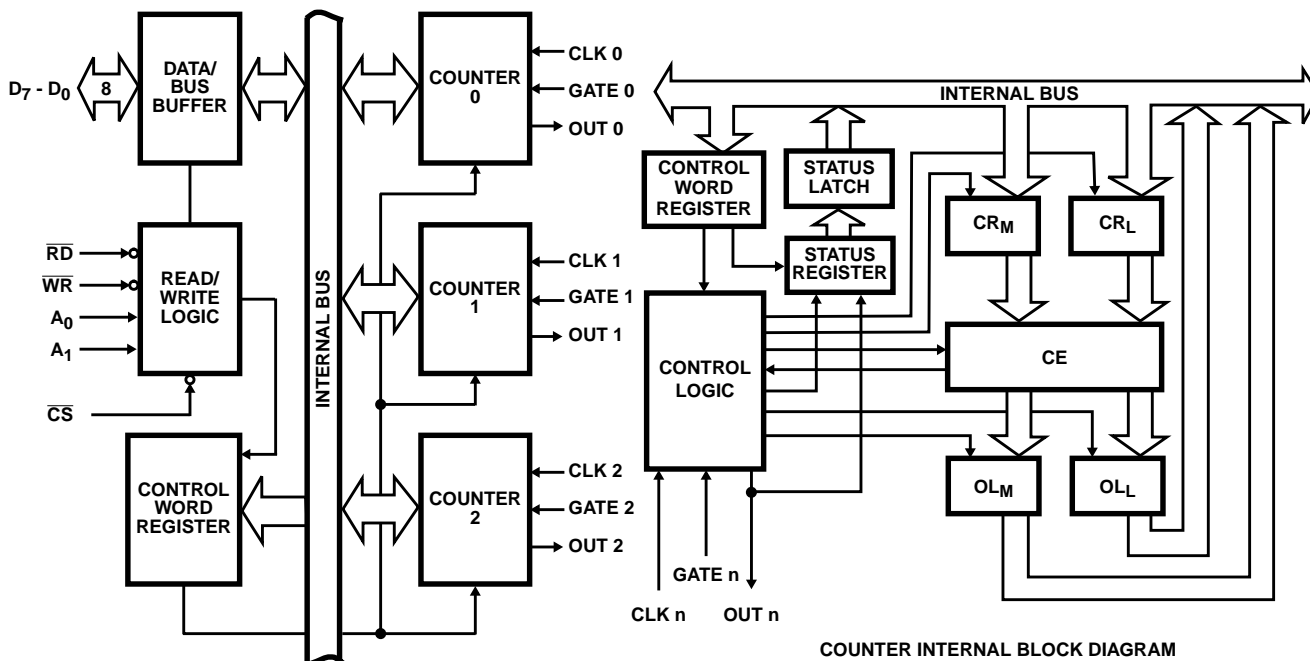 DATA/
BUS
BUFFER
D7 - D0
8
COUNTER
0
CLK 0
GATE 0
OUT 0
RD
WR
A0
A1
CS
READ/
WRITE
LOGIC
INTERNAL BUS
COUNTER
1
CLK 1
GATE 1
OUT 1
CONTROL
WORD
REGISTER
COUNTER
2
CLK 2
GATE 2
OUT 2
INTERNAL BUS
CONTROL
WORD
REGISTER
STATUS
LATCH
STATUS
REGISTER
CRM
CRL
CONTROL
LOGIC
CE
OLM
OLL
GATE n
CLK n
OUT n
COUNTER INTERNAL BLOCK DIAGRAM